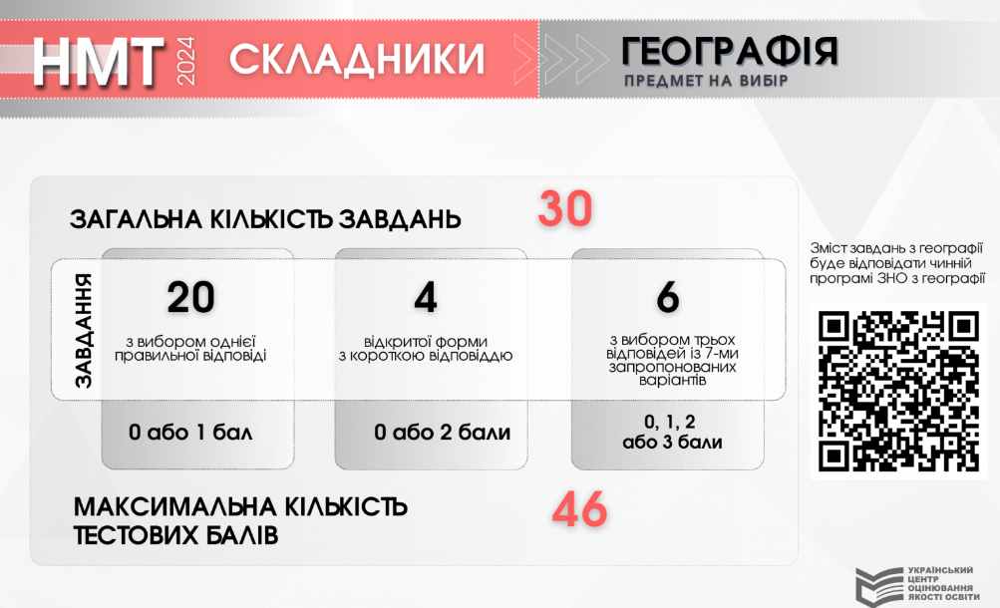 НМТ 2024 СКЛАДНИКИ
ГЕОГРАФІЯ
ПРЕДМЕТ НА ВИБІР
ЗАГАЛЬНА КІЛЬКІСТЬ ЗАВДАНЬ 30
ЗАВДАННЯ
20
з вибором однієї
правильної відповіді
0 або 1 бал
4
відкритої форми
з короткою відповіддю
0 або 2 бали
6
з вибором трьох
відповідей із 7-ми
запропонованих
варіантів
0, 1, 2
або 3 бали
МАКСИМАЛЬНА КІЛЬКІСТЬ
ТЕСТОВИХ БАЛІВ
46
Зміст завдань з географії
буде відповідати чинній
програмі ЗНО з географії
УКРАЇНСЬКИЙ
ЦЕНТР
ОЦІНЮВАННЯ
ЯКОСТІ ОСВІТИ